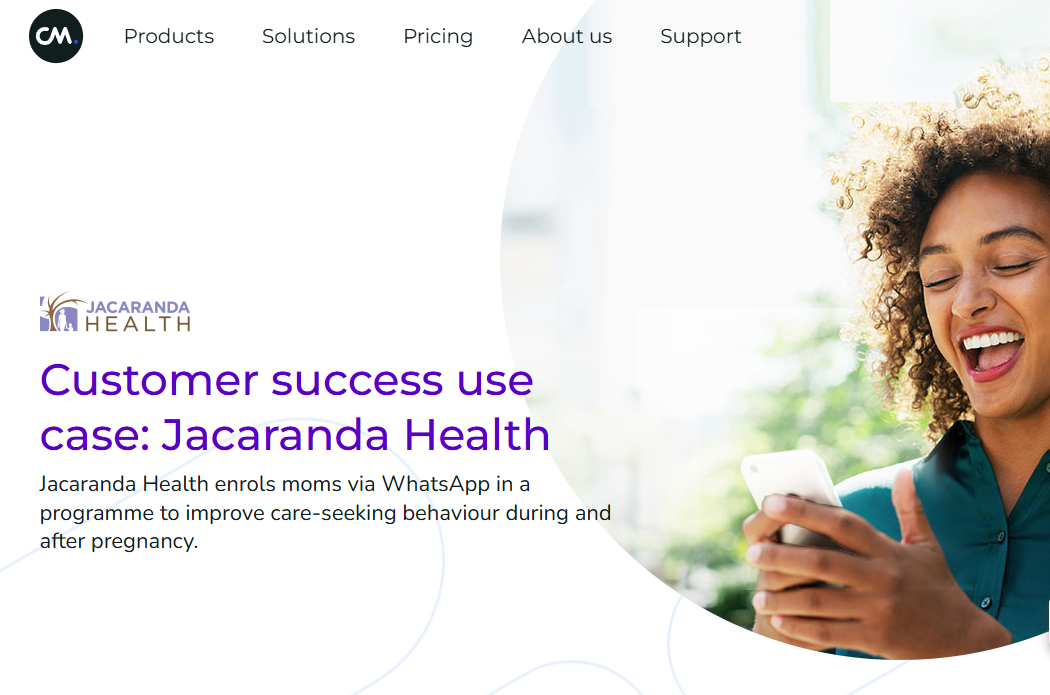 CM.
Products
Solutions
Pricing
About us
Support
JACARANDA
HEALTH
Customer success use
case: Jacaranda Health
Jacaranda Health enrols moms via WhatsApp in a
programme to improve care-seeking behaviour during and
after pregnancy.